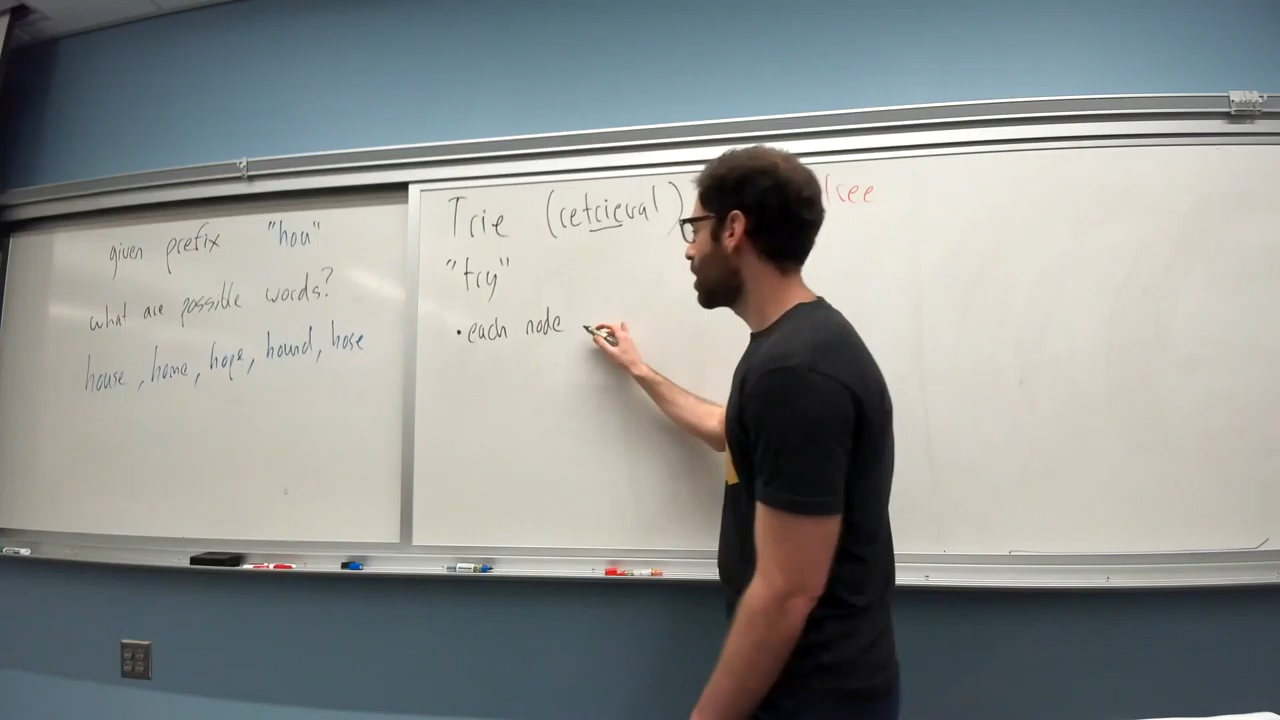 given prefix "hou"
what are possible words?
house, home, hope, hound, hose
Trie (retrieval)
tree
"try"
• each node